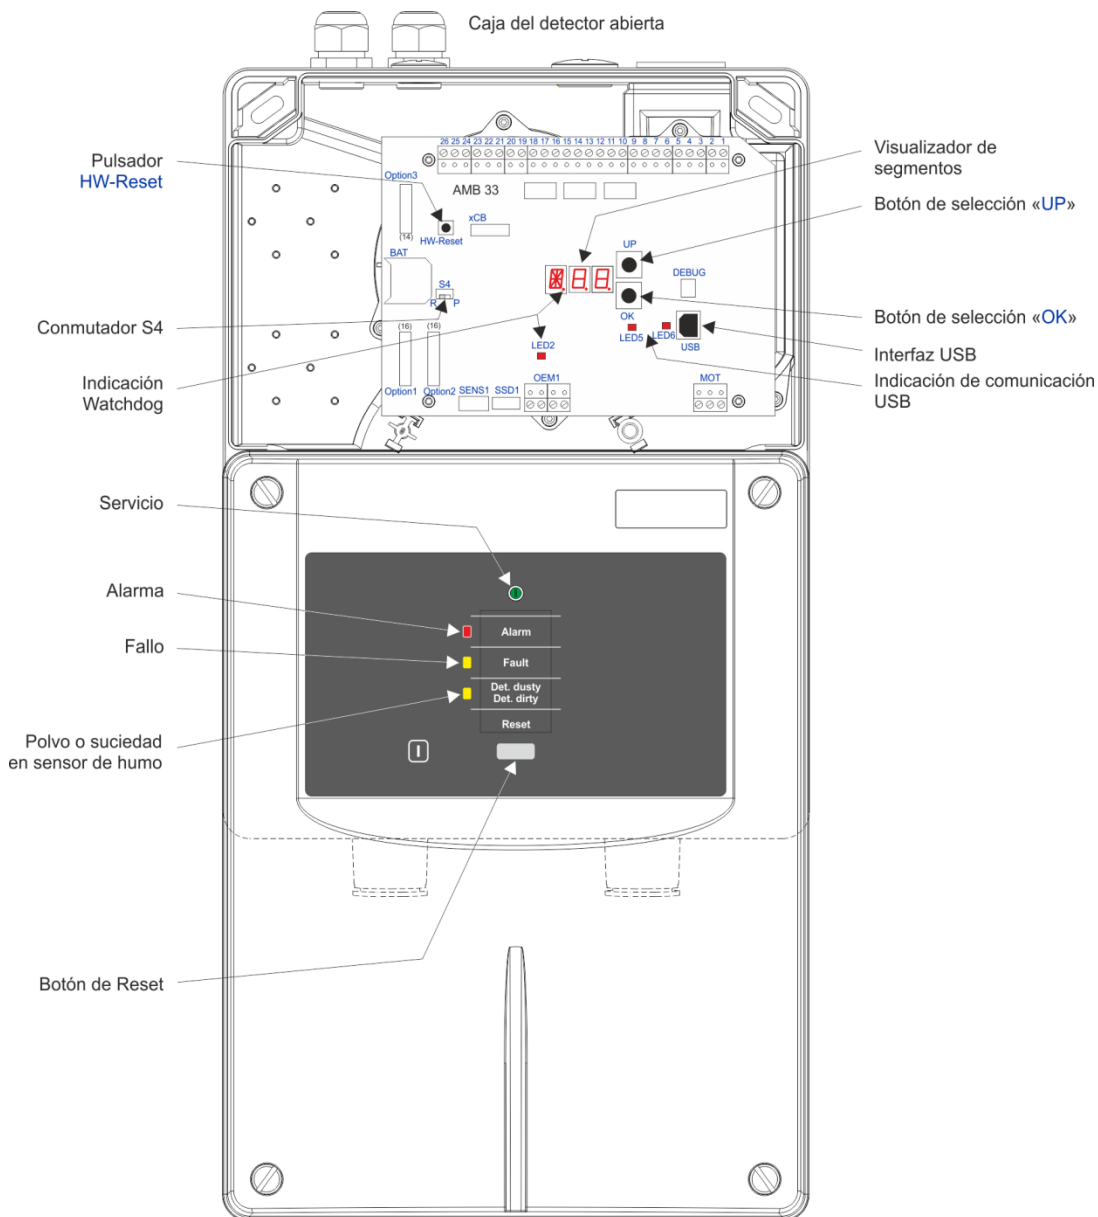 Caja del detector abierta
Pulsador
HW-Reset
Conmutador S4
Indicación
Watchdog
Visualizador de
segmentos
Botón de selección «UP»
Botón de selección «OK»
Interfaz USB
Indicación de comunicación
USB
26 25 24 23 22 21 20 19 18 17 16 15 14 13 12 11 10 9 8 7 6 5 4 3 2 1
Option3
AMB 33
(14)
HW-Reset
xCB
BAT
S4
R P
UP
DEBUG
OK
LED5
LED6
USB
(16)
(16)
LED2
Option1
Option2
SENS1
SSD1
OEM1
MOT
Servicio
Alarma
Fallo
Polvo o suciedad
en sensor de humo
Botón de Reset
Alarm
Fault
Det. dusty
Det. dirty
Reset
I